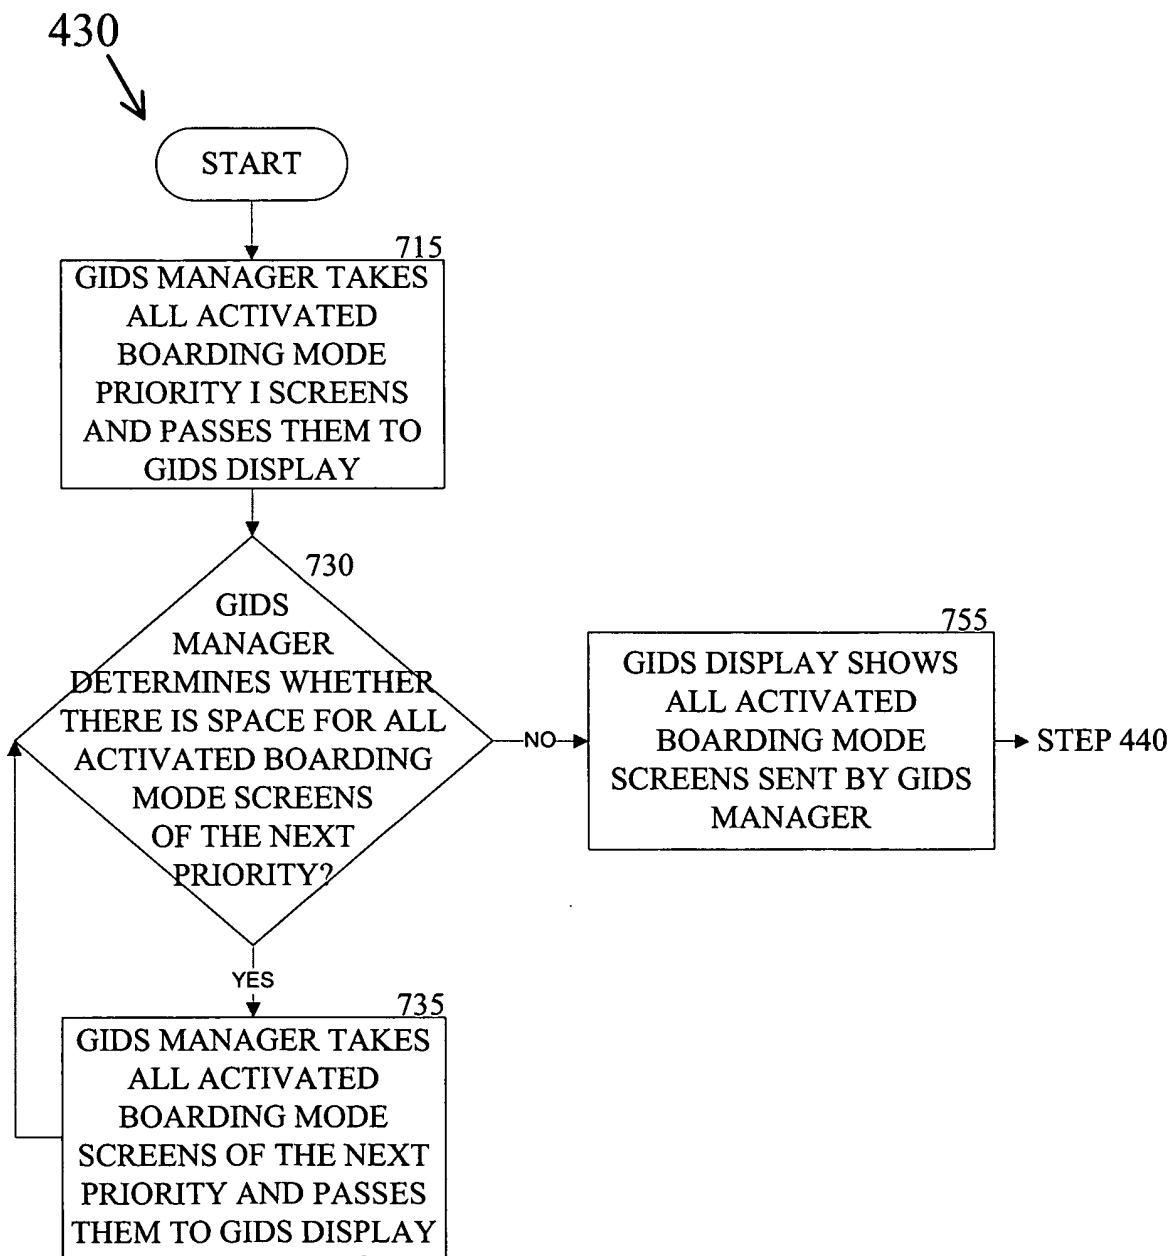 430
START
715
GIDS MANAGER TAKES
ALL ACTIVATED
BOARDING MODE
PRIORITY I SCREENS
AND PASSES THEM TO
GIDS DISPLAY
730
GIDS
MANAGER
DETERMINES WHETHER
THERE IS SPACE FOR ALL
ACTIVATED BOARDING
MODE SCREENS
OF THE NEXT
PRIORITY?
NO
755
GIDS DISPLAY SHOWS
ALL ACTIVATED
BOARDING MODE
SCREENS SENT BY GIDS
MANAGER
STEP 440
YES
735
GIDS MANAGER TAKES
ALL ACTIVATED
BOARDING MODE
SCREENS OF THE NEXT
PRIORITY AND PASSES
THEM TO GIDS DISPLAY